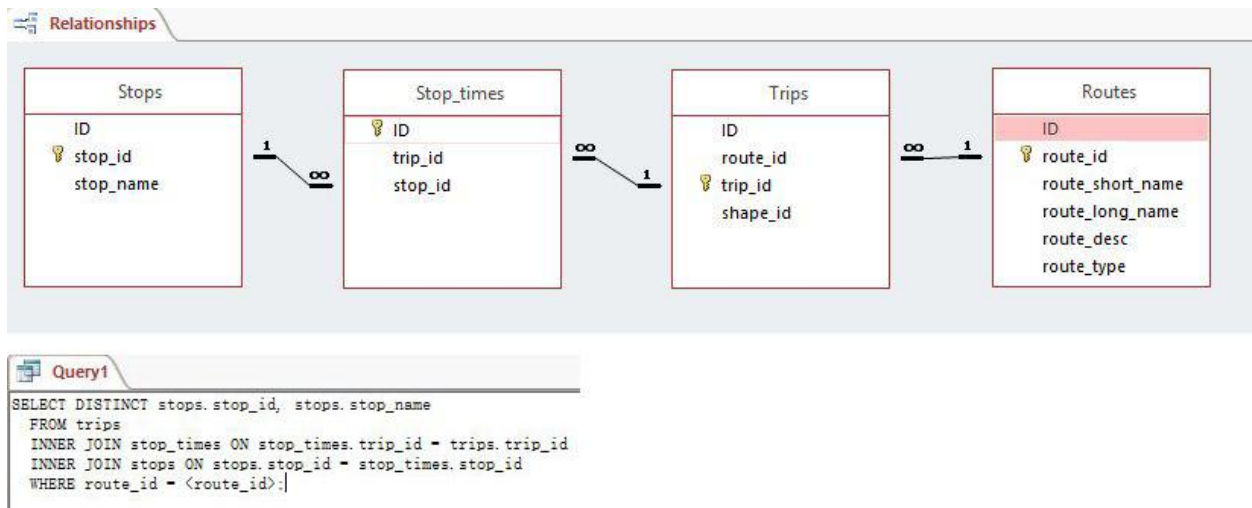 Relationships
Stops
ID
stop_id
stop_name
1
∞
Stop_times
ID
trip_id
stop_id
∞
1
Trips
ID
route_id
trip_id
shape_id
∞
1
Routes
ID
route_id
route_short_name
route_long_name
route_desc
route_type
Query1
SELECT DISTINCT stops.stop_id, stops.stop_name
FROM trips
INNER JOIN stop_times ON stop_times.trip_id = trips.trip_id
INNER JOIN stops ON stops.stop_id = stop_times.stop_id
WHERE route_id = <route_id>;